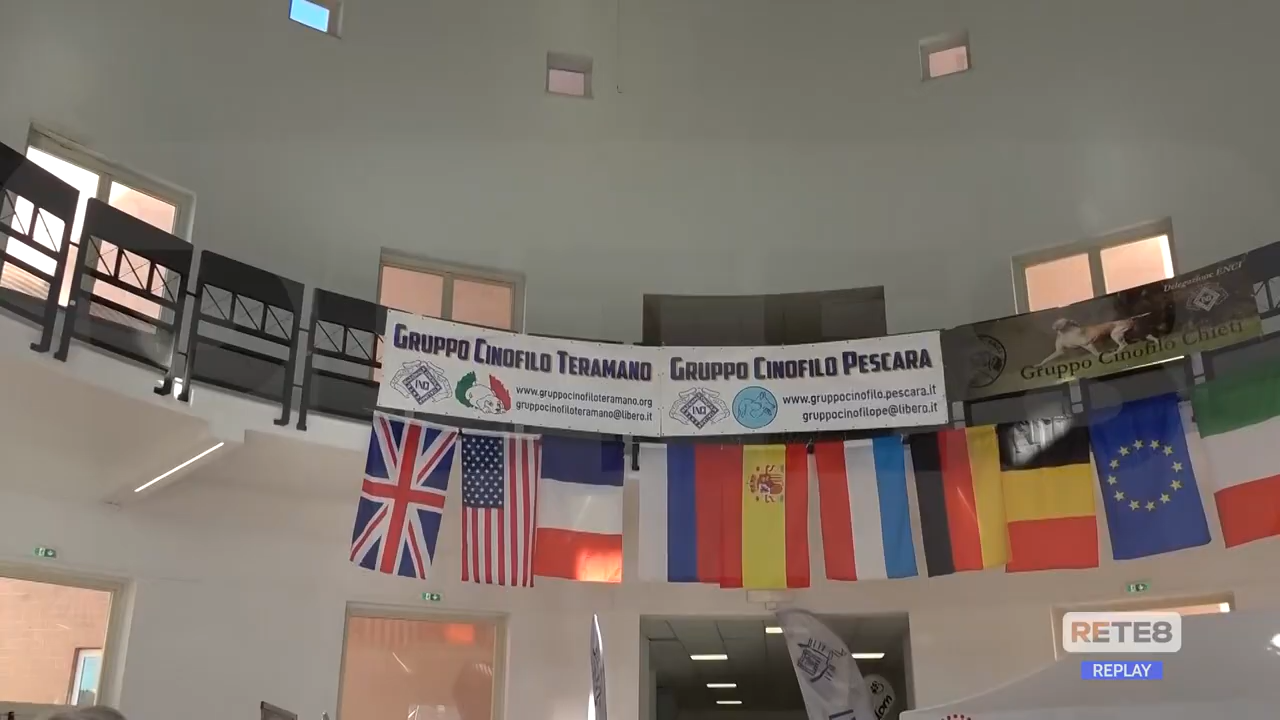 GRUPPO CINOFILO TERAMANO
www.gruppocinofiloteramano.org
gruppocinofiloteramano@libero.it
GRUPPO CINOFILO PESCARA
www.gruppocinofilo.pescara.it
gruppocinofilope@libero.it
Delegazione ENCI
Gruppo Cinofilo Chieti
RETE8
REPLAY